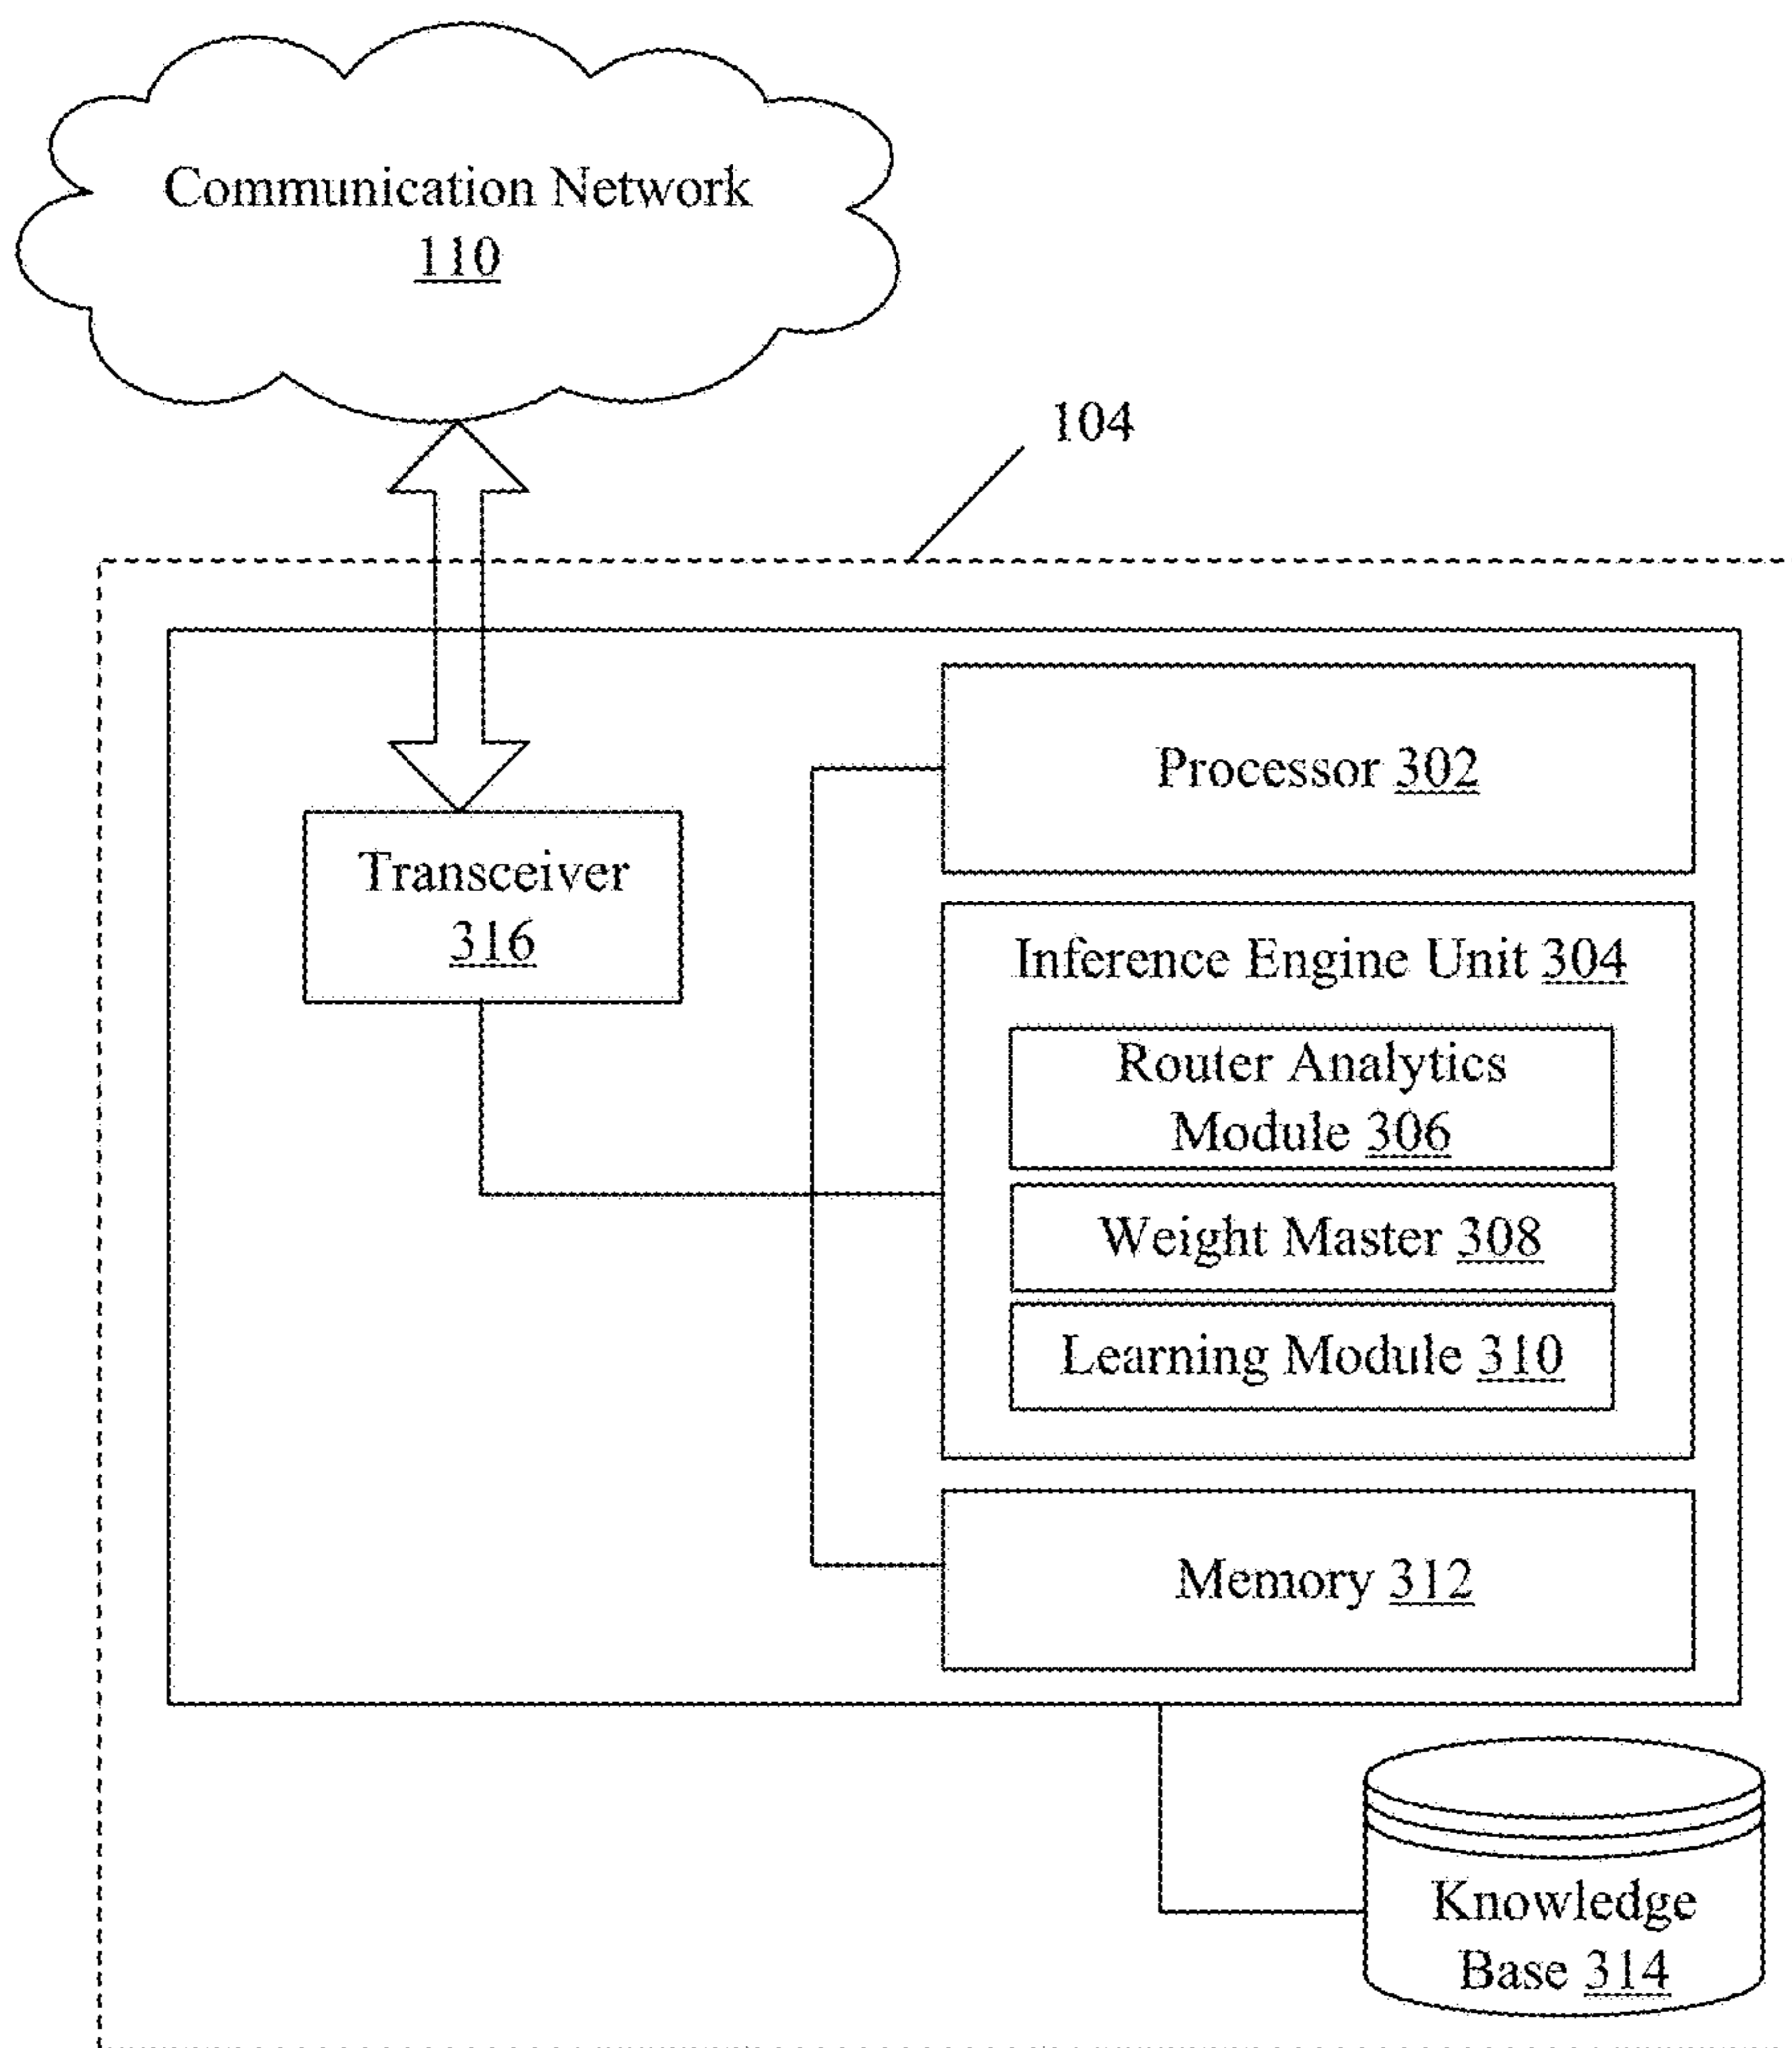 Communication Network
110
104
Processor 302
Transceiver
316
Inference Engine Unit 304
Router Analytics
Module 306
Weight Master 308
Learning Module 310
Memory 312
Knowledge
Base 314